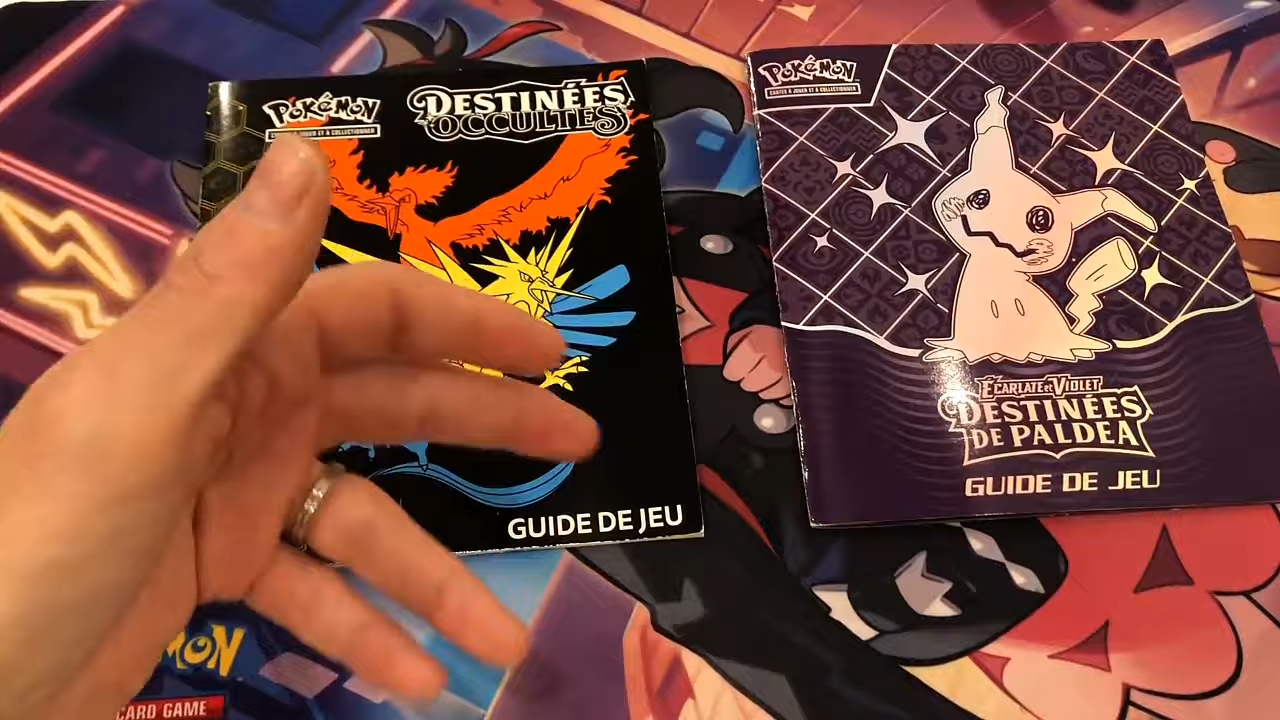 POKéMON
CARTES À JOUER ET À COLLECTIONNER
DESTINÉES
OCCULTES
GUIDE DE JEU
POKéMON
CARTES À JOUER ET À COLLECTIONNER
ÉCARLATE ET VIOLET
DESTINÉES
DE PALDEA
GUIDE DE JEU
MON
CARD GAME